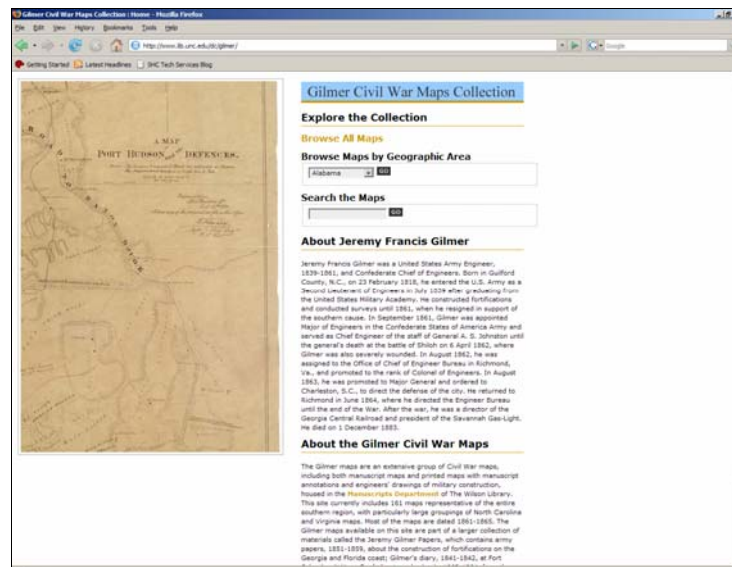 Gilmer Civil War Maps Collection : Home - Mozilla Firefox
File Edit View History Bookmarks Tools Help
http://www.lib.unc.edu/dc/gilmer/
Google
Getting Started Latest Headlines SHC Tech Services Blog
A MAP
PORT HUDSON and its DEFENCES.
Gilmer Civil War Maps Collection
Explore the Collection
Browse All Maps
Browse Maps by Geographic Area
Alabama GO
Search the Maps
GO
About Jeremy Francis Gilmer
Jeremy Francis Gilmer was a United States Army Engineer,
1839-1861, and Confederate Chief of Engineers. Born in Guilford
County, N.C., on 23 February 1818, he entered the U.S. Army as a
Second Lieutenant of Engineers in July 1839 after graduating from
the United States Military Academy. He constructed fortifications
and conducted surveys until 1861, when he resigned in support of
the southern cause. In September 1861, Gilmer was appointed
Major of Engineers in the Confederate States of America Army and
served as Chief Engineer of the staff of General A. S. Johnston until
the general's death at the battle of Shiloh on 6 April 1862, where
Gilmer was also severely wounded. In August 1862, he was
assigned to the Office of Chief of Engineer Bureau in Richmond,
Va., and promoted to the rank of Colonel of Engineers. In August
1863, he was promoted to Major General and ordered to
Charleston, S.C., to direct the defense of the city. He returned to
Richmond in June 1864, where he directed the Engineer Bureau
until the end of the War. After the war, he was a director of the
Georgia Central Railroad and president of the Savannah Gas-Light.
He died on 1 December 1883.
About the Gilmer Civil War Maps
The Gilmer maps are an extensive group of Civil War maps,
including both manuscript maps and printed maps with manuscript
annotations and engineers' drawings of military construction,
housed in the Manuscripts Department of The Wilson Library.
This site currently includes 161 maps representative of the entire
southern region, with particularly large groupings of North Carolina
and Virginia maps. Most of the maps are dated 1861-1865. The
Gilmer maps available on this site are part of a larger collection of
materials called the Jeremy Gilmer Papers, which contains army
papers, 1851-1859, about the construction of fortifications on the
Georgia and Florida coast; Gilmer's diary, 1841-1842, at Fort